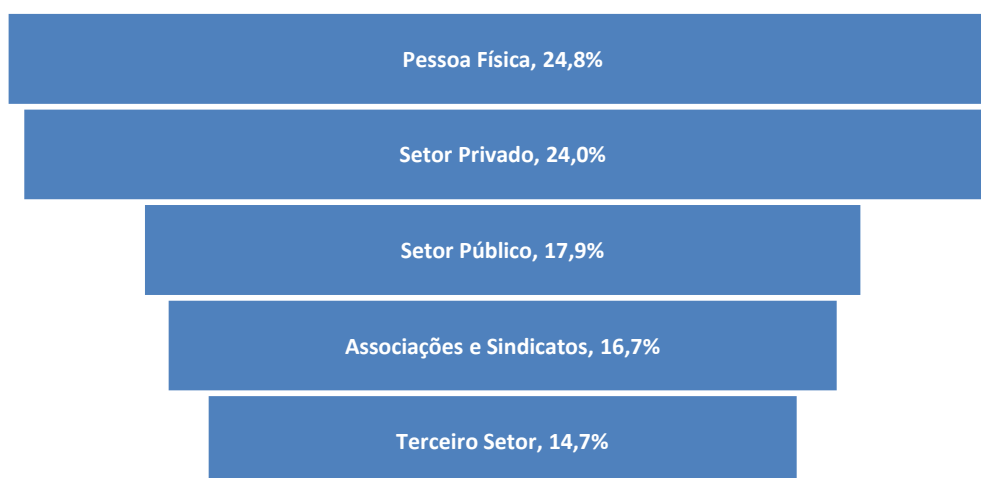 Pessoa Física, 24,8%
Setor Privado, 24,0%
Setor Público, 17,9%
Associações e Sindicatos, 16,7%
Terceiro Setor, 14,7%